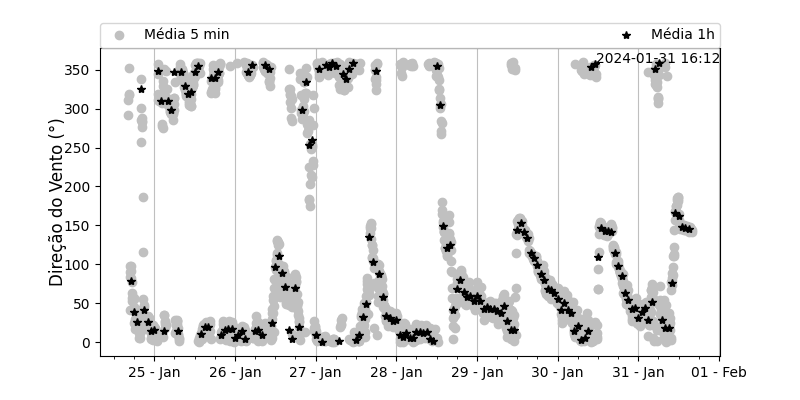 Média 5 min
Média 1h
2024-01-31 16:12
Direção do Vento (°)
350
300
250
200
150
100
50
0
25 - Jan
26 - Jan
27 - Jan
28 - Jan
29 - Jan
30 - Jan
31 - Jan
01 - Feb